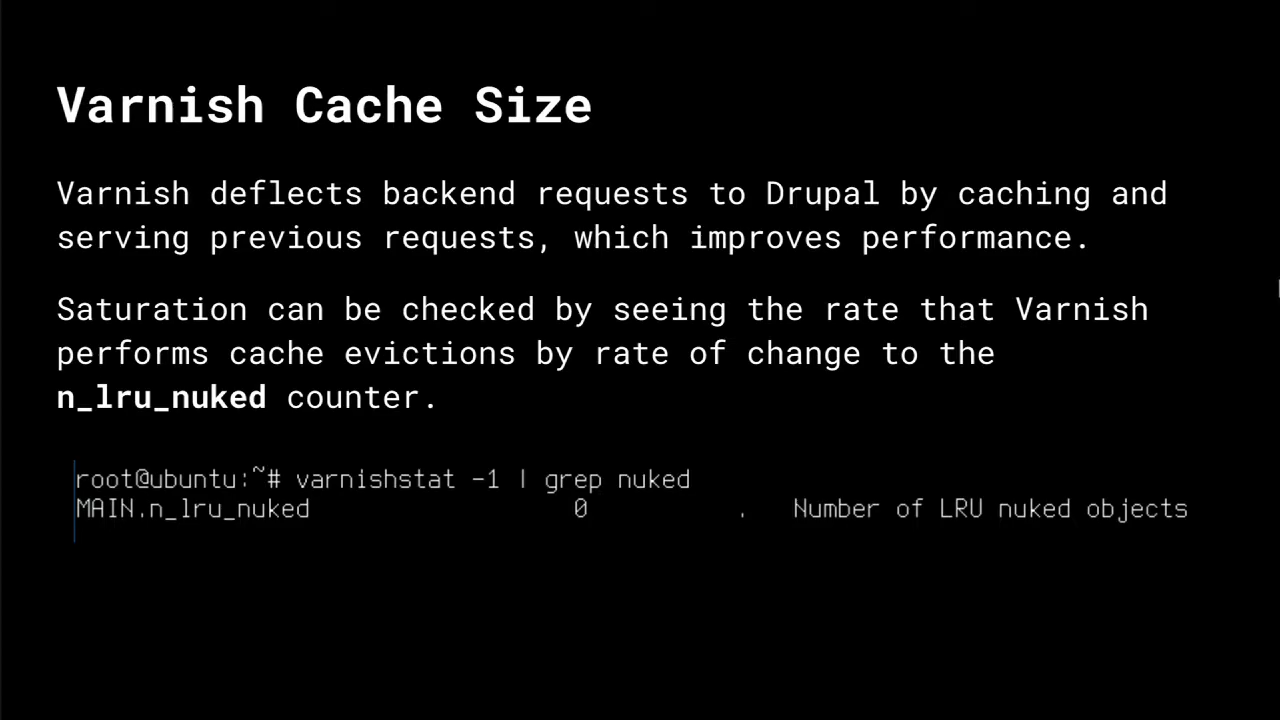 Varnish Cache Size
Varnish deflects backend requests to Drupal by caching and
serving previous requests, which improves performance.
Saturation can be checked by seeing the rate that Varnish
performs cache evictions by rate of change to the
n_lru_nuked counter.
root@ubuntu:~# varnishstat -1 | grep nuked
MAIN.n_lru_nuked 0 . Number of LRU nuked objects